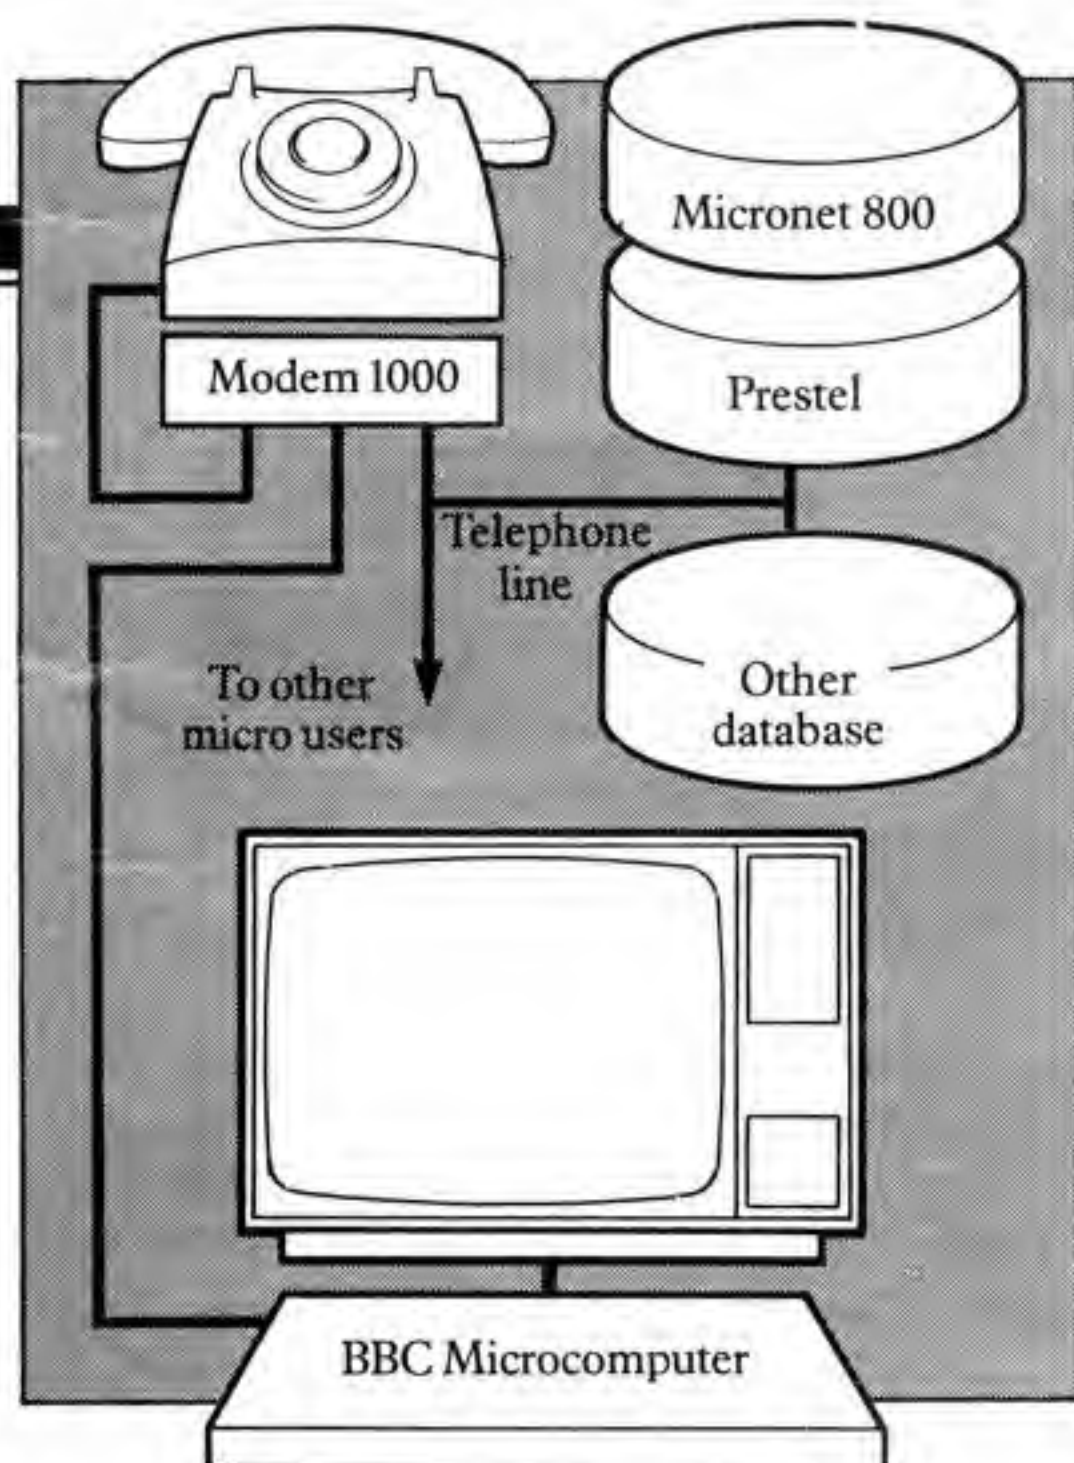 Micronet 800
Modem 1000
Prestel
Telephone
line
To other
micro users
Other
database
BBC Microcomputer